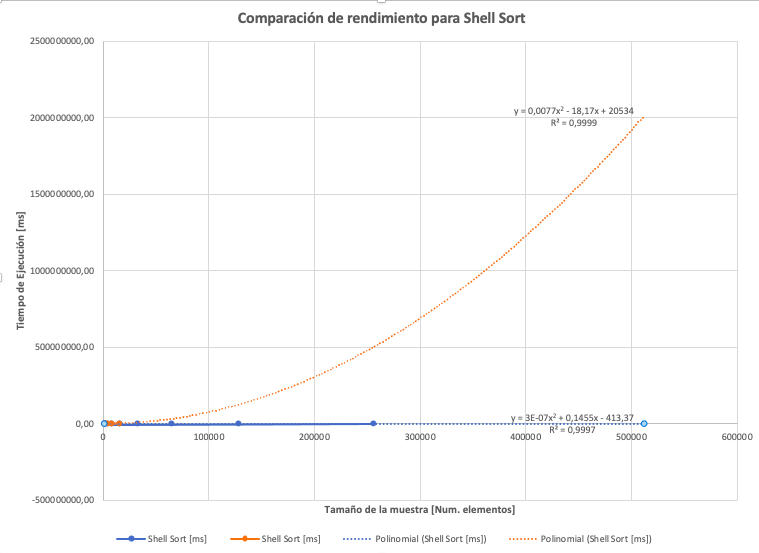 Comparación de rendimiento para Shell Sort
2500000000,00
2000000000,00
1500000000,00
1000000000,00
500000000,00
0,00
-500000000,00
Tiempo de Ejecución [ms]
y = 0,0077x² - 18,17x + 20534
R² = 0,9999
y = 3E-07x² + 0,1455x - 413,37
R² = 0,9997
0 100000 200000 300000 400000 500000 600000
Tamaño de la muestra [Num. elementos]
Shell Sort [ms] Shell Sort [ms] Polinomial (Shell Sort [ms]) Polinomial (Shell Sort [ms])